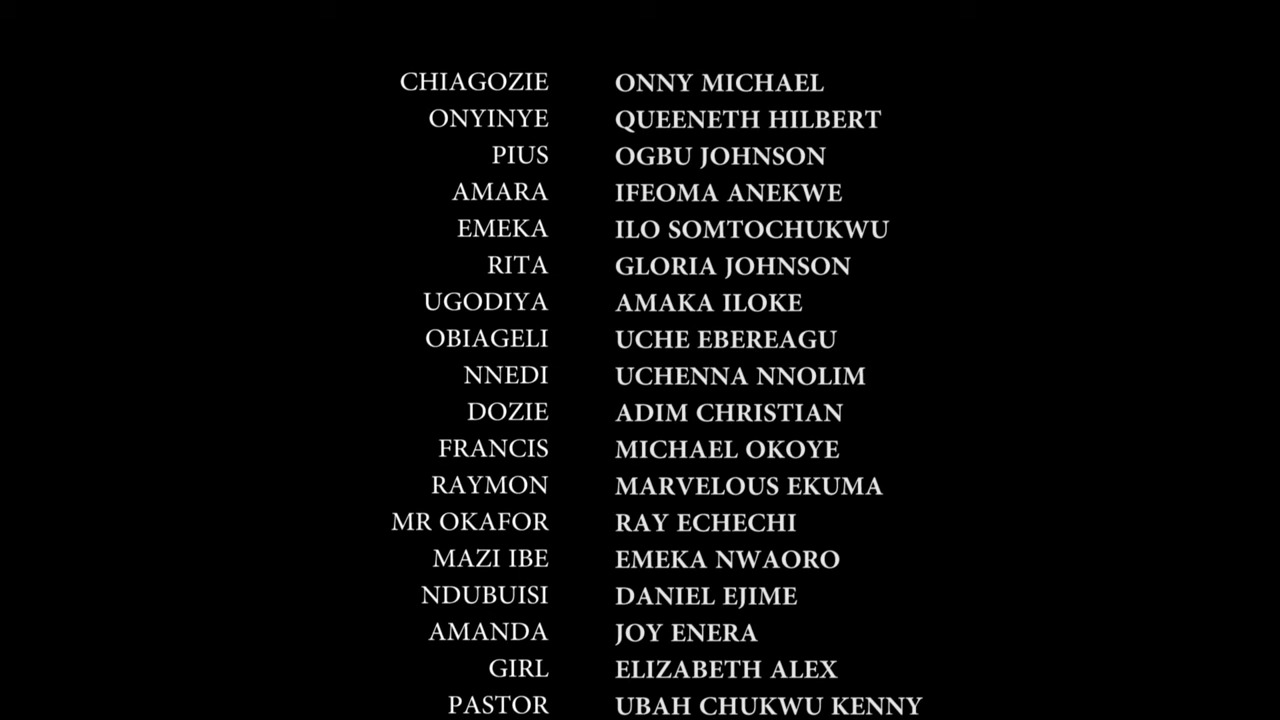 CHIAGOZIE ONNY MICHAEL
ONYINYE QUEENETH HILBERT
PIUS OGBU JOHNSON
AMARA IFEOMA ANEKWE
EMEKA ILO SOMTOCHUKWU
RITA GLORIA JOHNSON
UGODIYA AMAKA ILOKE
OBIAGELI UCHE EBEREAGU
NNEDI UCHENNA NNOLIM
DOZIE ADIM CHRISTIAN
FRANCIS MICHAEL OKOYE
RAYMON MARVELOUS EKUMA
MR OKAFOR RAY ECHECHI
MAZI IBE EMEKA NWAORO
NDUBUISI DANIEL EJIME
AMANDA JOY ENERA
GIRL ELIZABETH ALEX
PASTOR UBAH CHUKWU KENNY